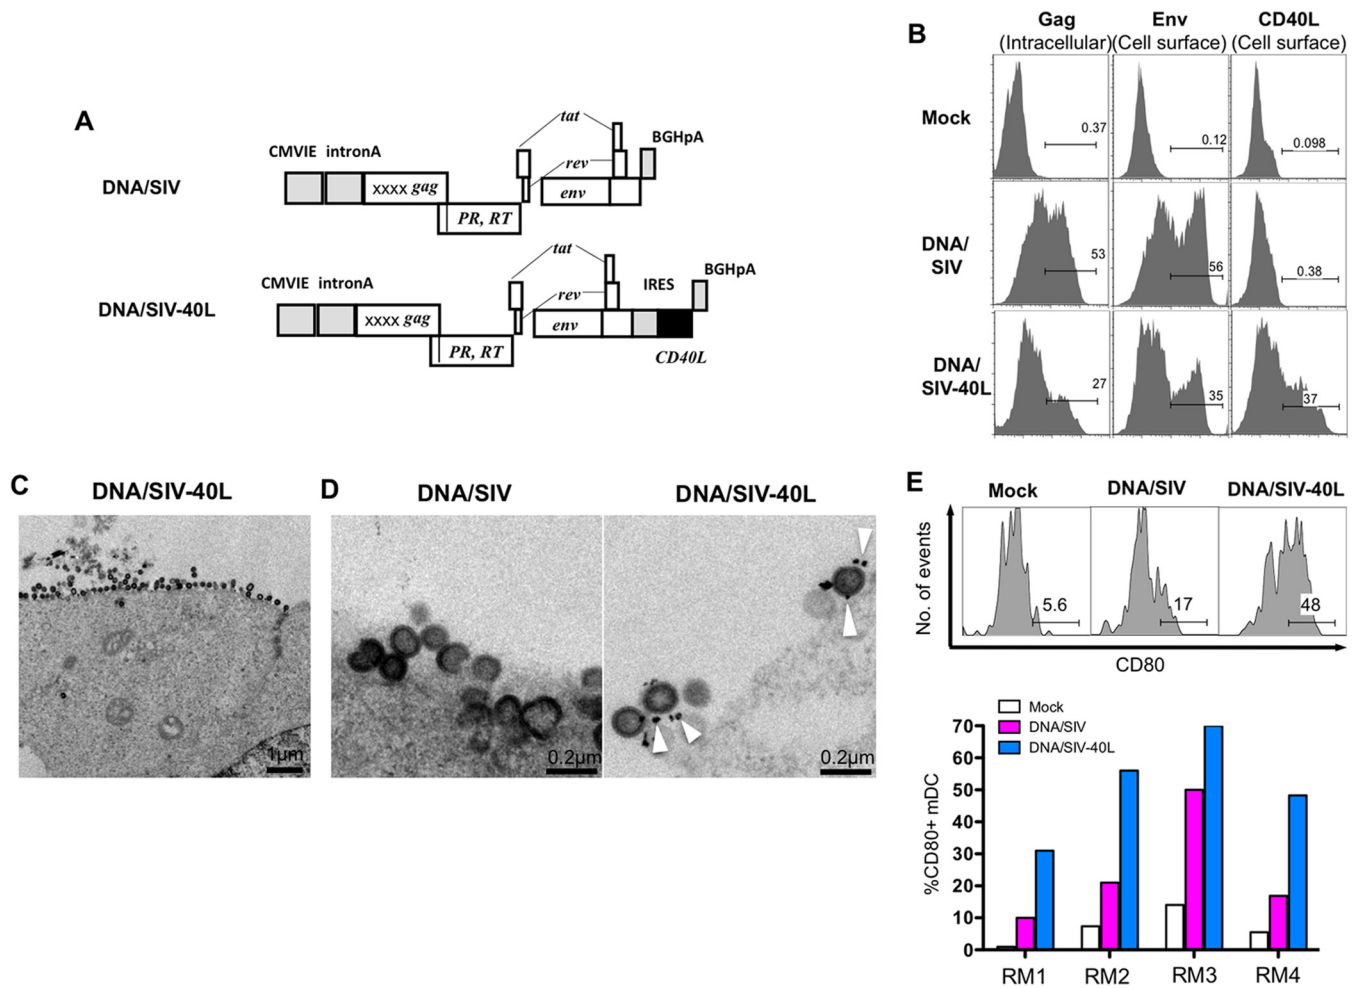 A
CMVIE intronA
tat
BGHpA
DNA/SIV
xxxx gag
rev
env
PR, RT
CMVIE intronA
tat
IRES
BGHpA
DNA/SIV-40L
xxxx gag
rev
env
PR, RT
CD40L
B
Gag Env CD40L
(Intracellular) (Cell surface) (Cell surface)
Mock
0.37 0.12 0.098
DNA/
SIV
53 56 0.38
DNA/
SIV-40L
27 35 37
C
DNA/SIV-40L
1µm
D
DNA/SIV DNA/SIV-40L
0.2µm 0.2µm
E
Mock DNA/SIV DNA/SIV-40L
No. of events
5.6 17 48
CD80
Mock
DNA/SIV
DNA/SIV-40L
%CD80+ mDC
70
60
50
40
30
20
10
0
RM1 RM2 RM3 RM4